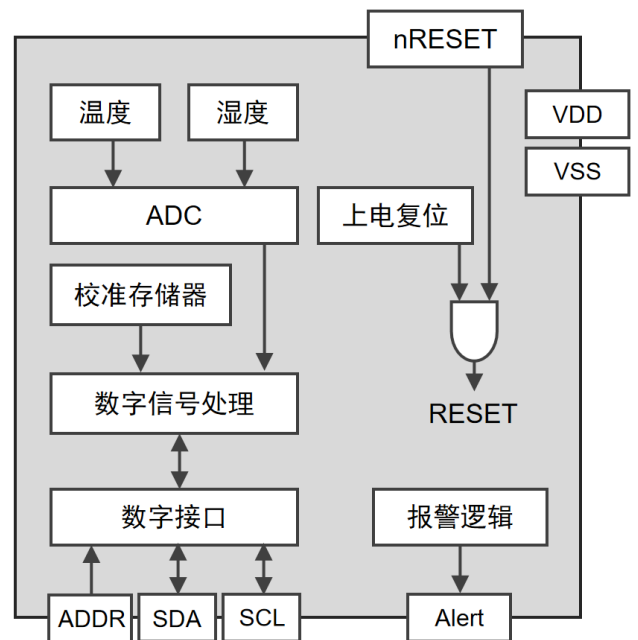 nRESET
VDD
VSS
温度
湿度
ADC
上电复位
校准存储器
数字信号处理
RESET
数字接口
报警逻辑
ADDR
SDA
SCL
Alert